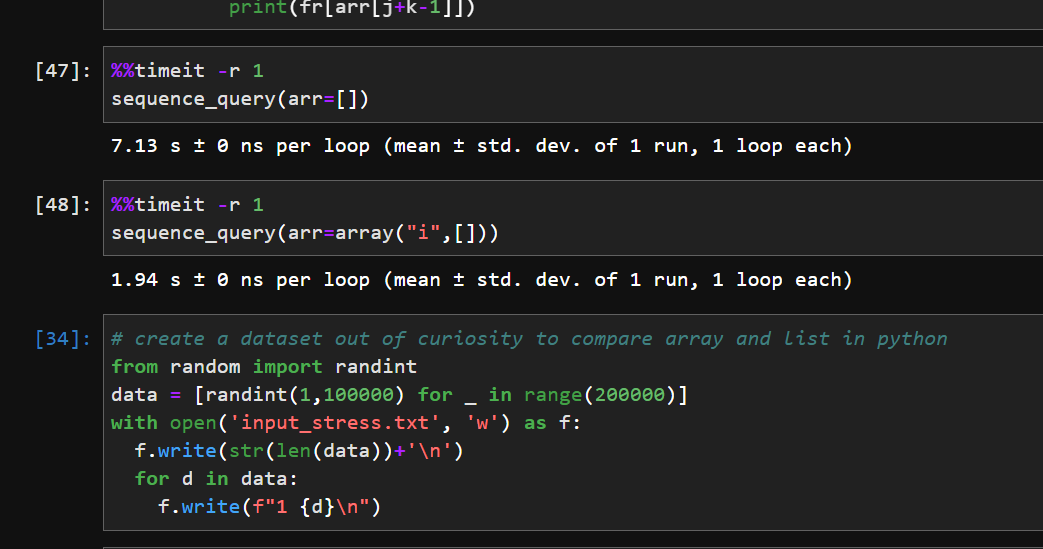 print(fr[arr[j+k-1]])
[47]: %%timeit -r 1
sequence_query(arr=[])
7.13 s ± 0 ns per loop (mean ± std. dev. of 1 run, 1 loop each)
[48]: %%timeit -r 1
sequence_query(arr=array("i",[]))
1.94 s ± 0 ns per loop (mean ± std. dev. of 1 run, 1 loop each)
[34]: # create a dataset out of curiosity to compare array and list in python
from random import randint
data = [randint(1,100000) for _ in range(200000)]
with open('input_stress.txt', 'w') as f:
  f.write(str(len(data))+'\n')
  for d in data:
    f.write(f"1 {d}\n")